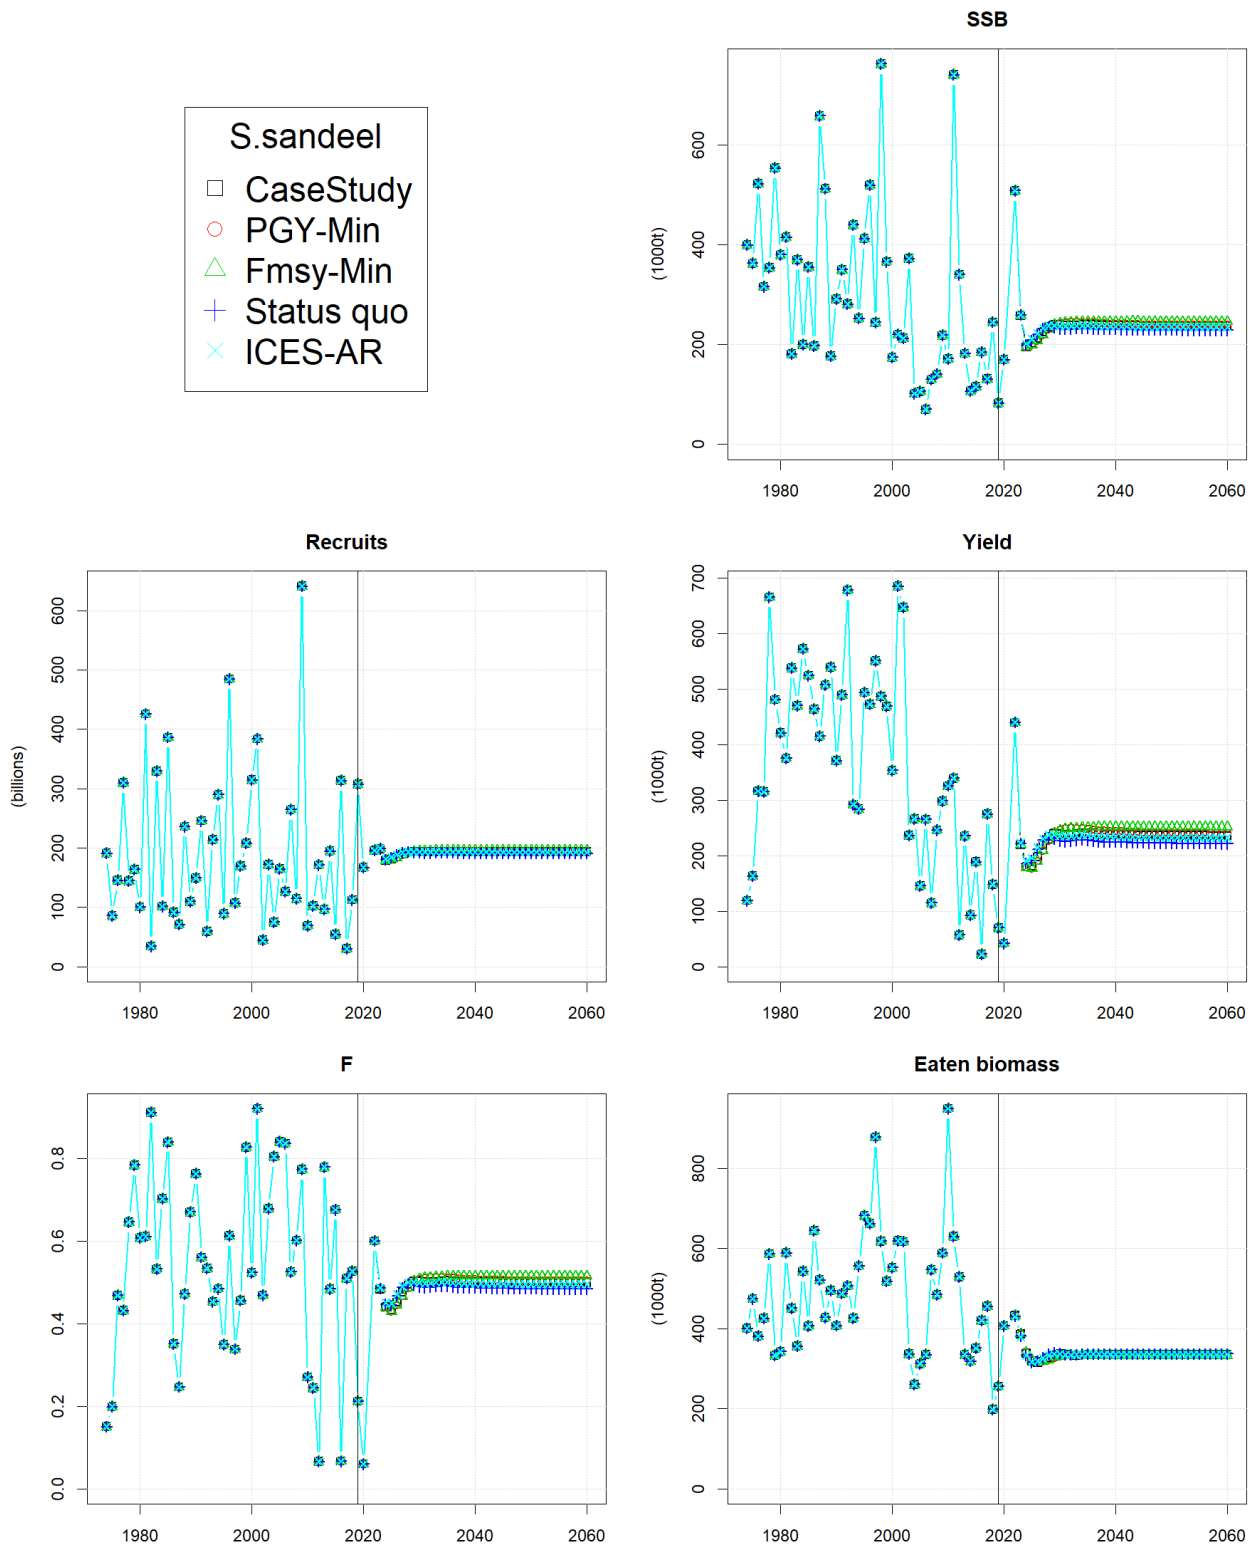 SSB
S.sandeel
CaseStudy
PGY-Min
Fmsy-Min
Status quo
ICES-AR
(1000t)
0 200 400 600
1980 2000 2020 2040 2060
Recruits
(billions)
0 100 200 300 400 500 600
1980 2000 2020 2040 2060
Yield
(1000t)
0 100 200 300 400 500 600 700
1980 2000 2020 2040 2060
F
0.0 0.2 0.4 0.6 0.8
1980 2000 2020 2040 2060
Eaten biomass
(1000t)
0 200 400 600 800
1980 2000 2020 2040 2060